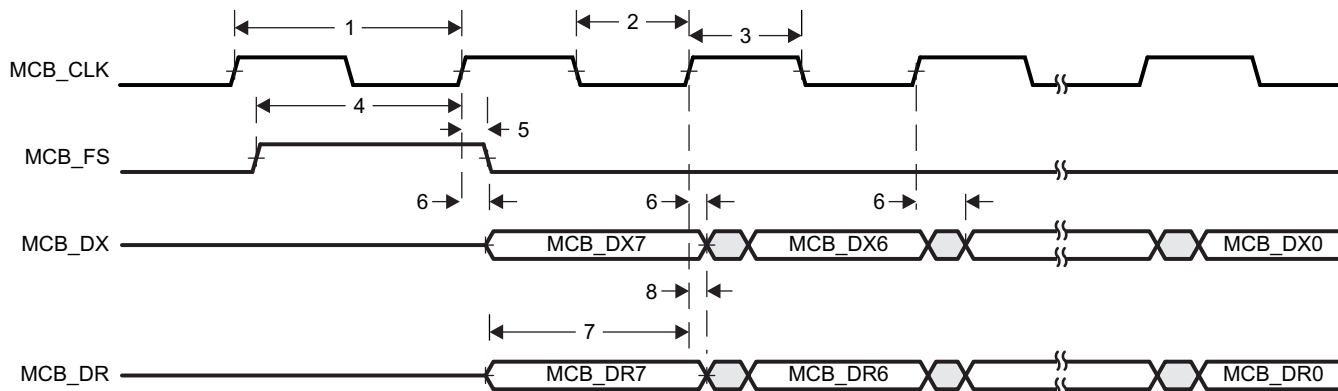 1
2
3
MCB_CLK
4
5
MCB_FS
6
6
6
MCB_DX
MCB_DX7
MCB_DX6
MCB_DX0
8
7
MCB_DR
MCB_DR7
MCB_DR6
MCB_DR0